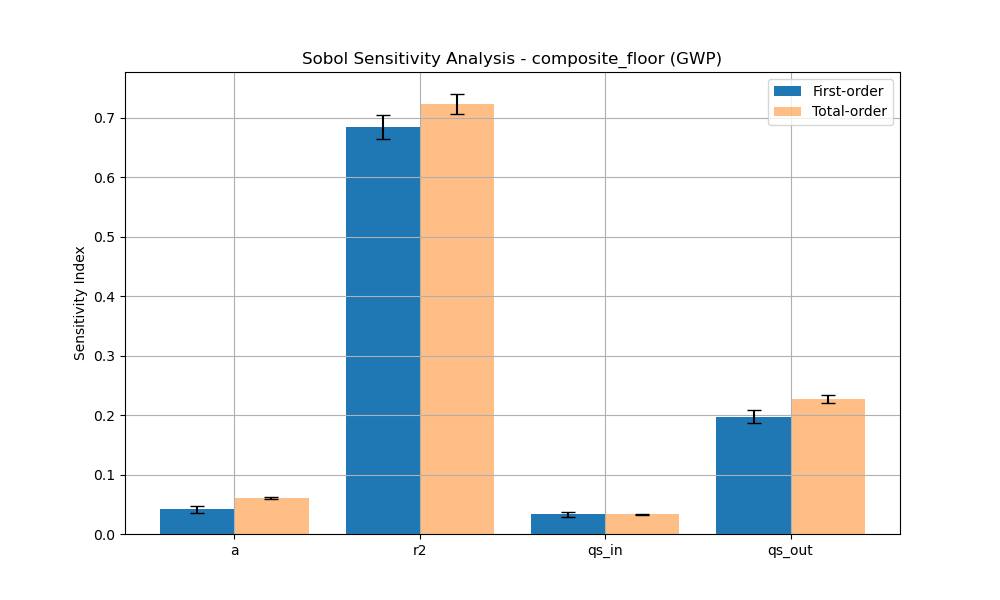 Sobol Sensitivity Analysis - composite_floor (GWP)
First-order
Total-order
Sensitivity Index
0.7
0.6
0.5
0.4
0.3
0.2
0.1
0.0
a r2 qs_in qs_out